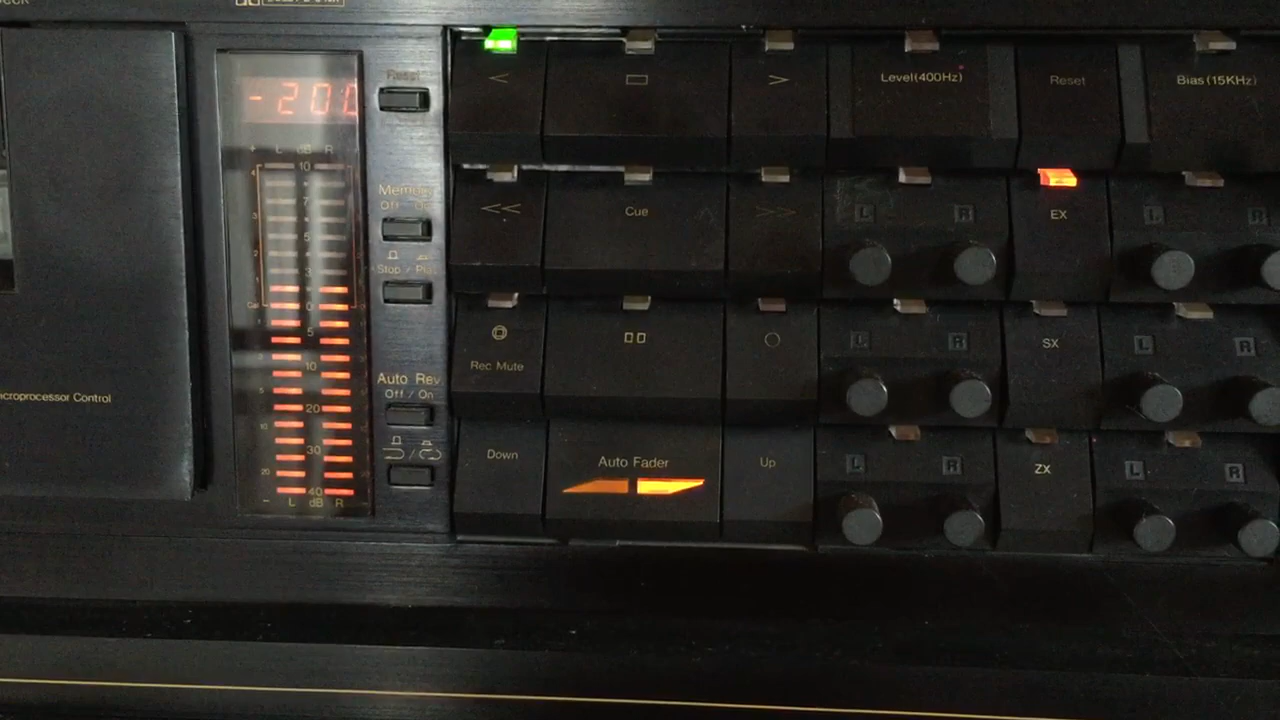 -201
Reset
Level(400Hz)
Reset
Bias (15KHz)
+ L dB R
10
7
5
3
0
5
10
20
30
40
L dB R
Memory
Off / On
Stop / Play
Auto Rev
Off / On
Cue
L R
EX
L R
Rec Mute
L R
SX
L R
Down
Auto Fader
Up
L R
ZX
L R
icroprocessor Control